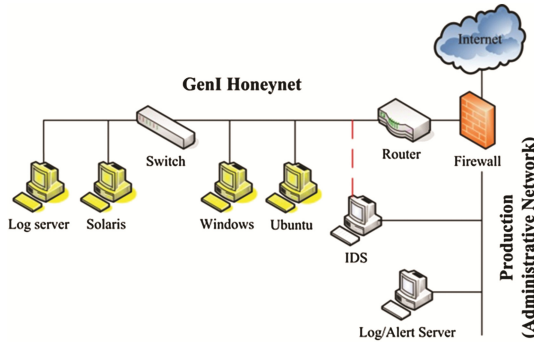 Internet
GenI Honeynet
Switch
Router
Firewall
Log server
Solaris
Windows
Ubuntu
IDS
Log/Alert Server
Production
(Administrative Network)